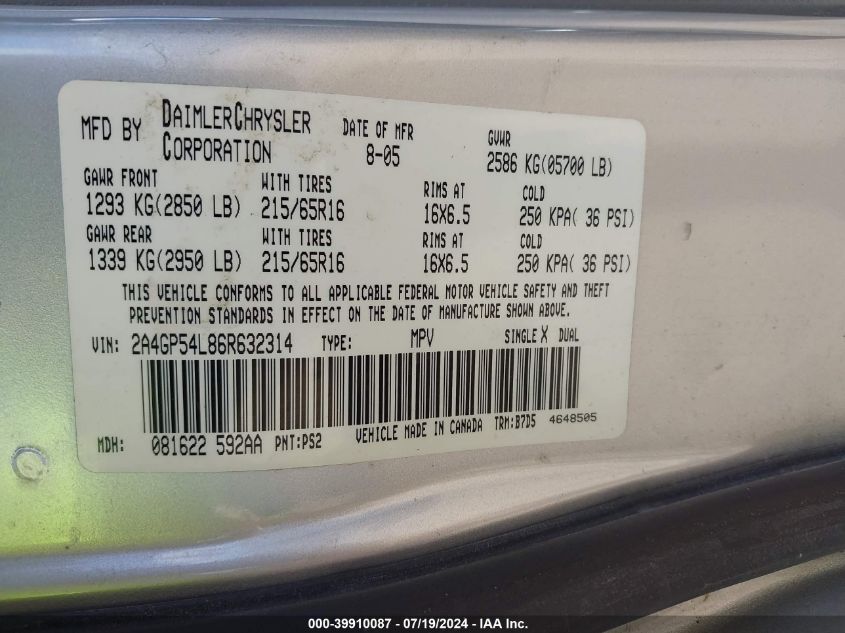 MFD BY DAIMLERCHRYSLER CORPORATION DATE OF MFR 8-05 GVWR 2586 KG(05700 LB)
GAWR FRONT WITH TIRES RIMS AT COLD
1293 KG(2850 LB) 215/65R16 16X6.5 250 KPA( 36 PSI)
GAWR REAR WITH TIRES RIMS AT COLD
1339 KG(2950 LB) 215/65R16 16X6.5 250 KPA( 36 PSI)
THIS VEHICLE CONFORMS TO ALL APPLICABLE FEDERAL MOTOR VEHICLE SAFETY AND THEFT
PREVENTION STANDARDS IN EFFECT ON THE DATE OF MANUFACTURE SHOWN ABOVE.
VIN: 2A4GP54L86R632314 TYPE: MPV SINGLE X DUAL
MDH: 081622 592AA PNT:PS2 VEHICLE MADE IN CANADA TRM:B7D5 4648505
000-39910087 / 07/19/2024 - IAA Inc.